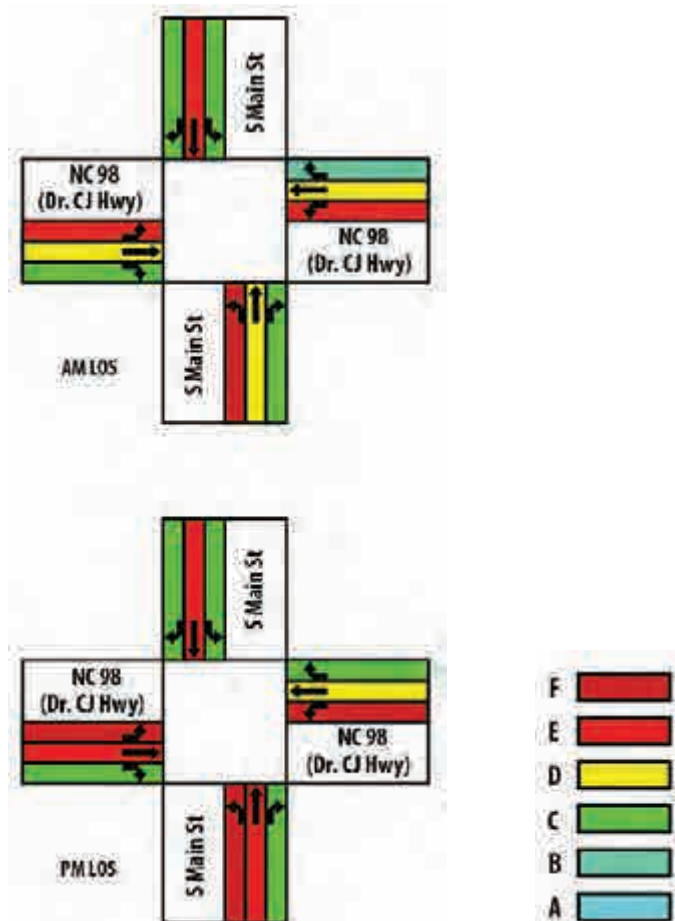 S Main St
NC 98
(Dr. CJ Hwy)
NC 98
(Dr. CJ Hwy)
S Main St
AM LOS
S Main St
NC 98
(Dr. CJ Hwy)
NC 98
(Dr. CJ Hwy)
S Main St
PM LOS
F
E
D
C
B
A